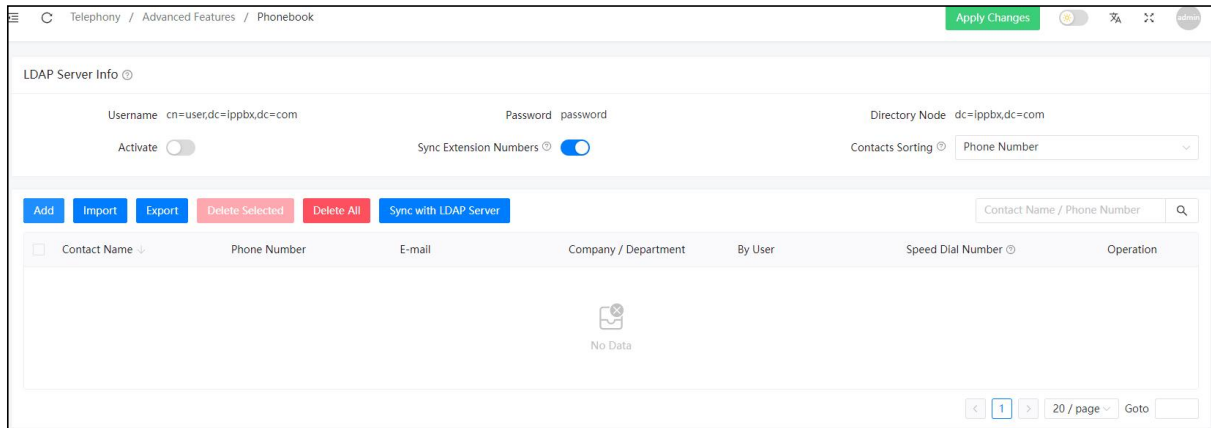 Telephony / Advanced Features / Phonebook Apply Changes admin
LDAP Server Info
Username cn=user,dc=ippbx,dc=com Password password Directory Node dc=ippbx,dc=com
Activate Sync Extension Numbers Contacts Sorting Phone Number
Add Import Export Delete Selected Delete All Sync with LDAP Server Contact Name / Phone Number
Contact Name Phone Number E-mail Company / Department By User Speed Dial Number Operation
No Data
1 20 / page Goto